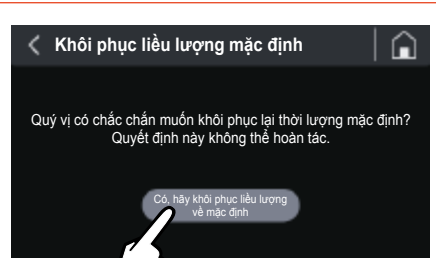 Khôi phục liều lượng mặc định
Quý vị có chắc chắn muốn khôi phục lại thời lượng mặc định?
Quyết định này không thể hoàn tác.
Có, hãy khôi phục liều lượng
về mặc định